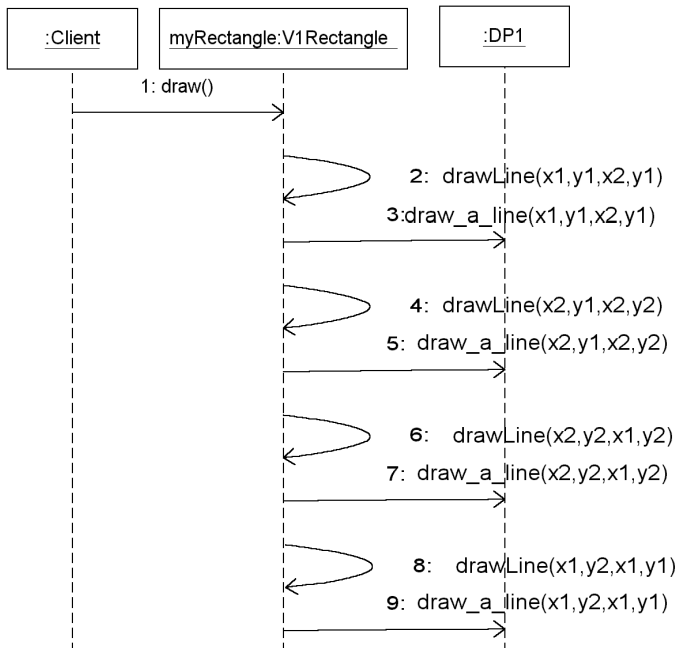 :Client
myRectangle:V1Rectangle
:DP1
1: draw()
2: drawLine(x1,y1,x2,y1)
3:draw_a_line(x1,y1,x2,y1)
4: drawLine(x2,y1,x2,y2)
5: draw_a_line(x2,y1,x2,y2)
6: drawLine(x2,y2,x1,y2)
7: draw_a_line(x2,y2,x1,y2)
8: drawLine(x1,y2,x1,y1)
9: draw_a_line(x1,y2,x1,y1)